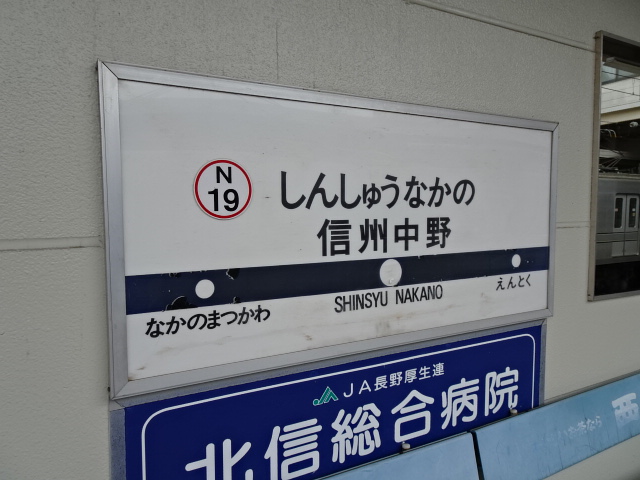 N
19
しんしゅうなかの
信州中野
なかのまつかわ
SHINSYU NAKANO
えんとく
JA長野厚生連
北信総合病院
西